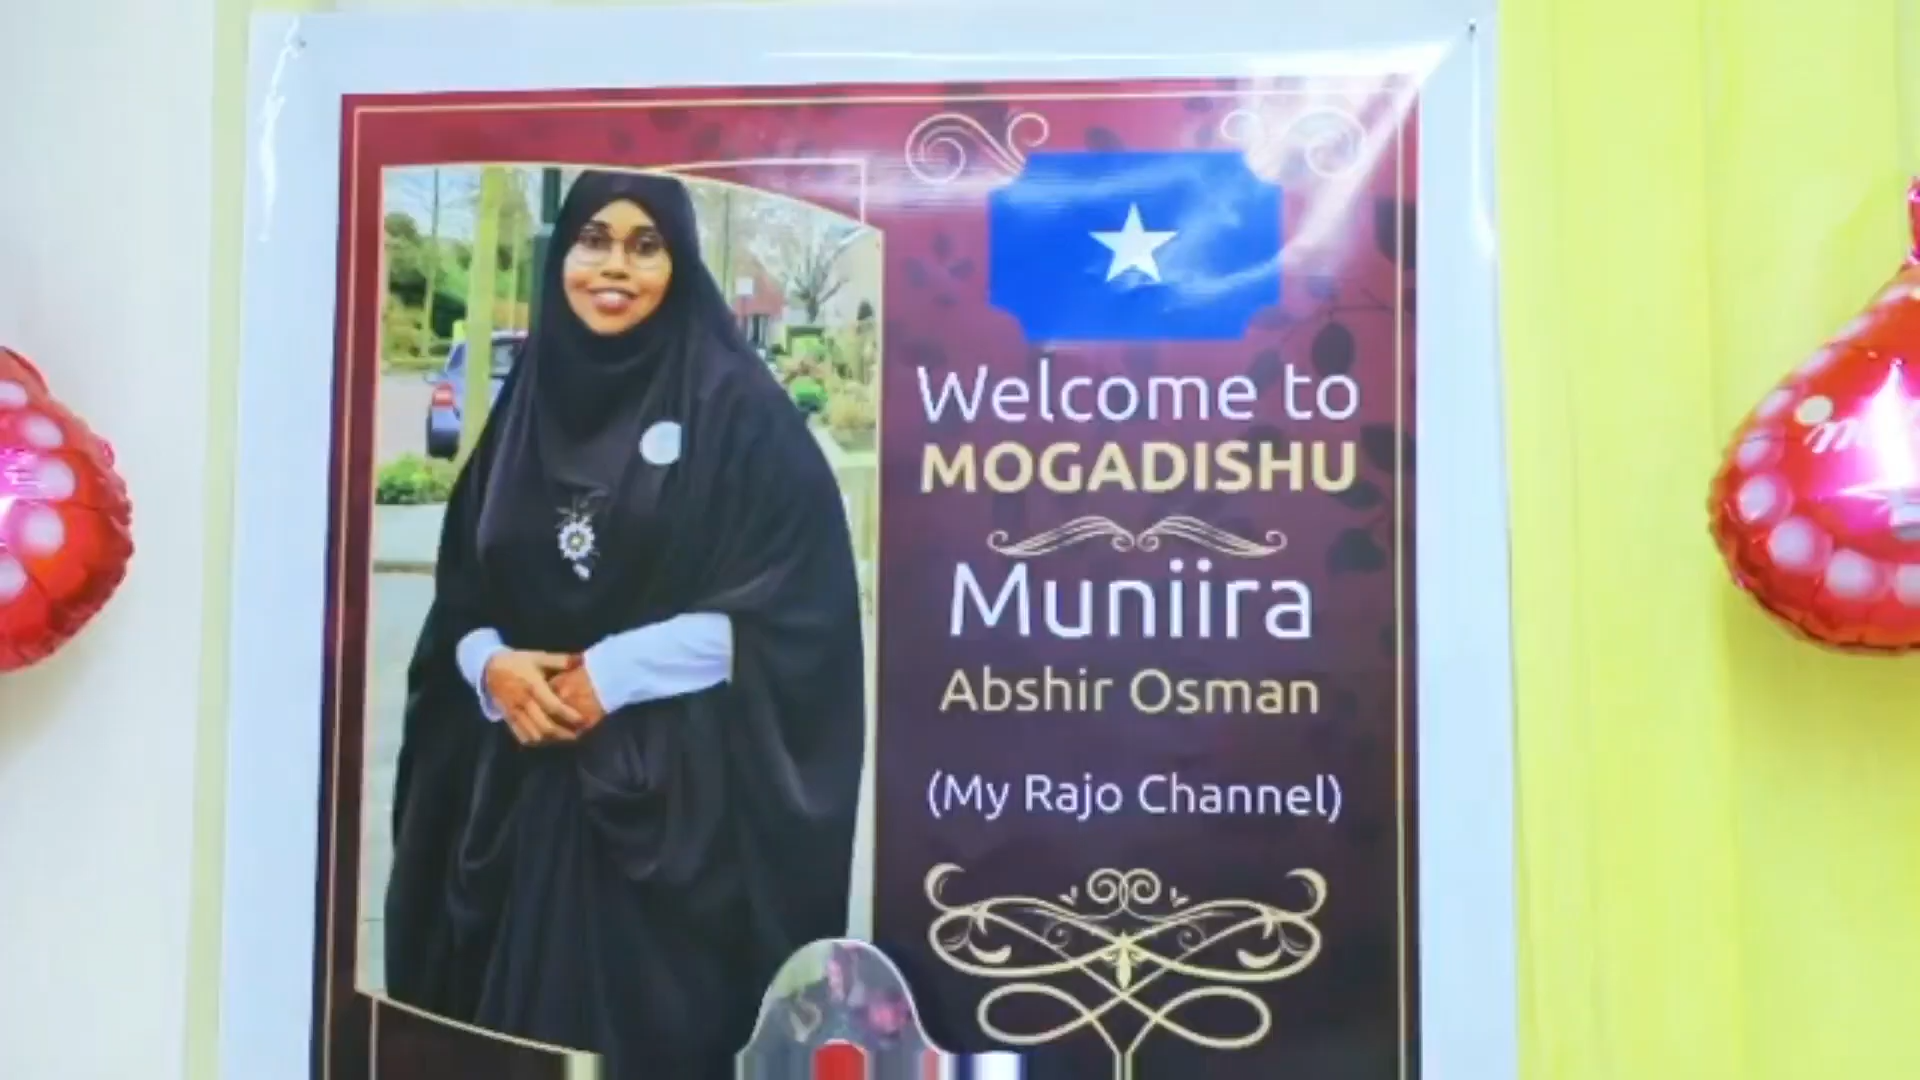 Welcome to
MOGADISHU
Muniira
Abshir Osman
(My Rajo Channel)